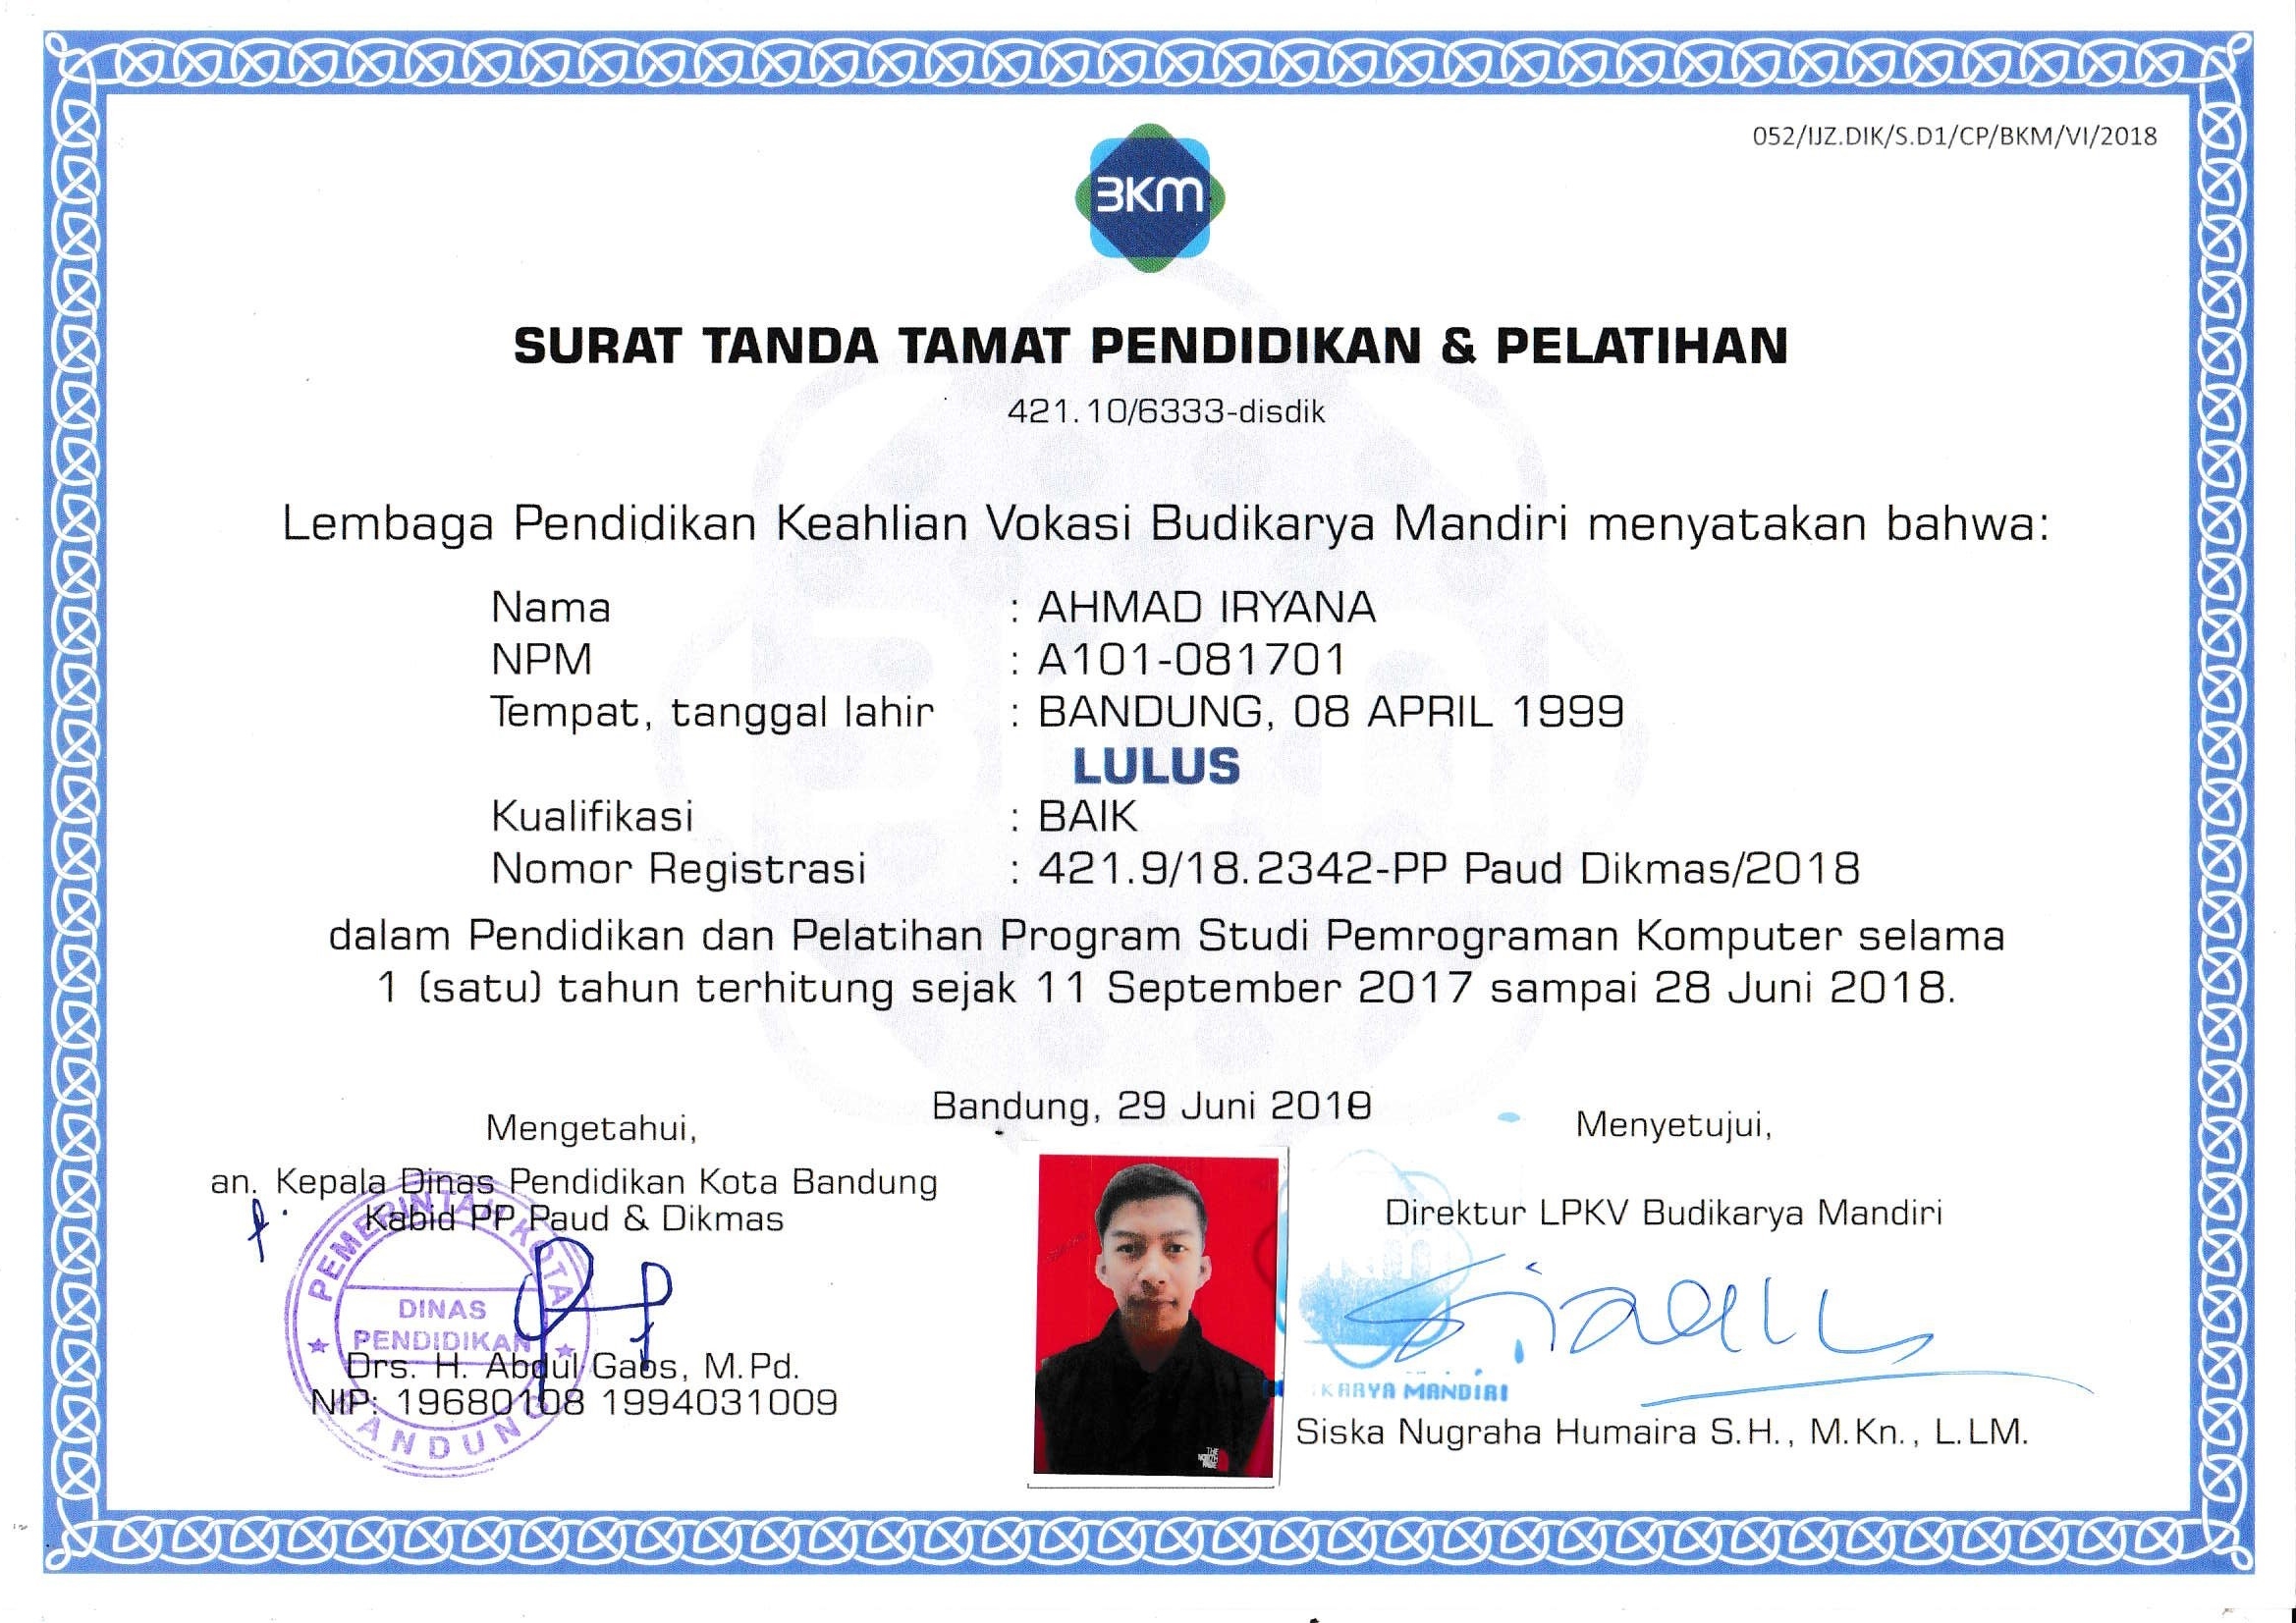 052/IJZ.DIK/S.D1/CP/BKM/VI/2018
BKM
SURAT TANDA TAMAT PENDIDIKAN & PELATIHAN
421.10/6333-disdik
Lembaga Pendidikan Keahlian Vokasi Budikarya Mandiri menyatakan bahwa:
Nama : AHMAD IRYANA
NPM : A101-081701
Tempat, tanggal lahir : BANDUNG, 08 APRIL 1999
LULUS
Kualifikasi : BAIK
Nomor Registrasi : 421.9/18.2342-PP Paud Dikmas/2018
dalam Pendidikan dan Pelatihan Program Studi Pemrograman Komputer selama
1 (satu) tahun terhitung sejak 11 September 2017 sampai 28 Juni 2018.
Bandung, 29 Juni
Mengetahui,
an. Kepala Dinas Pendidikan Kota Bandung
Kabid PP Paud & Dikmas
PEMERINTAH KOTA
DINAS
PENDIDIKAN
BANDUNG
Drs. H. Abdul Gaos, M.Pd.
NIP: 19680108 1994031009
THE
NORTH
FACE
Menyetujui,
Direktur LPKV Budikarya Mandiri
KARYA MANDIRI
Siska Nugraha Humaira S.H., M.Kn., L.LM.